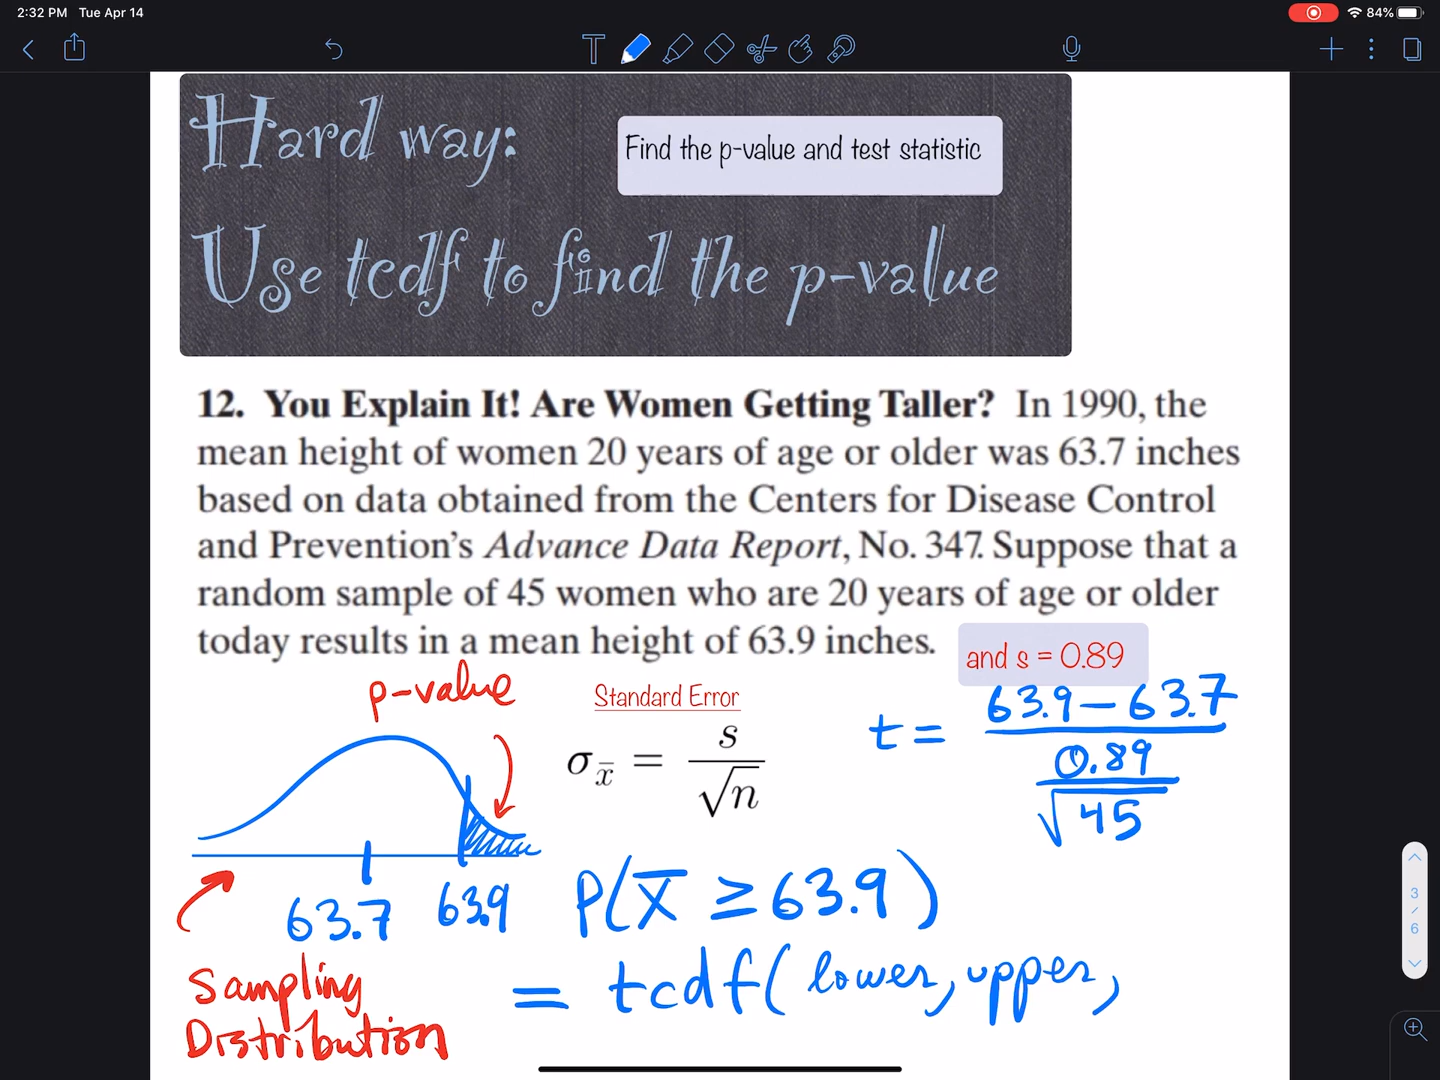 2:32 PM Tue Apr 14
84%
T
Hard way:
Find the p-value and test statistic
Use tcdf to find the p-value
12. You Explain It! Are Women Getting Taller? In 1990, the
mean height of women 20 years of age or older was 63.7 inches
based on data obtained from the Centers for Disease Control
and Prevention's Advance Data Report, No. 347. Suppose that a
random sample of 45 women who are 20 years of age or older
today results in a mean height of 63.9 inches.
and s = 0.89
p-value
Standard Error
σx̄ = s / √n
t = 63.9 - 63.7
0.89
√45
63.7 63.9
P(x̄ ≥ 63.9)
Sampling
Distribution
= tcdf(lower, upper,
3 / 6